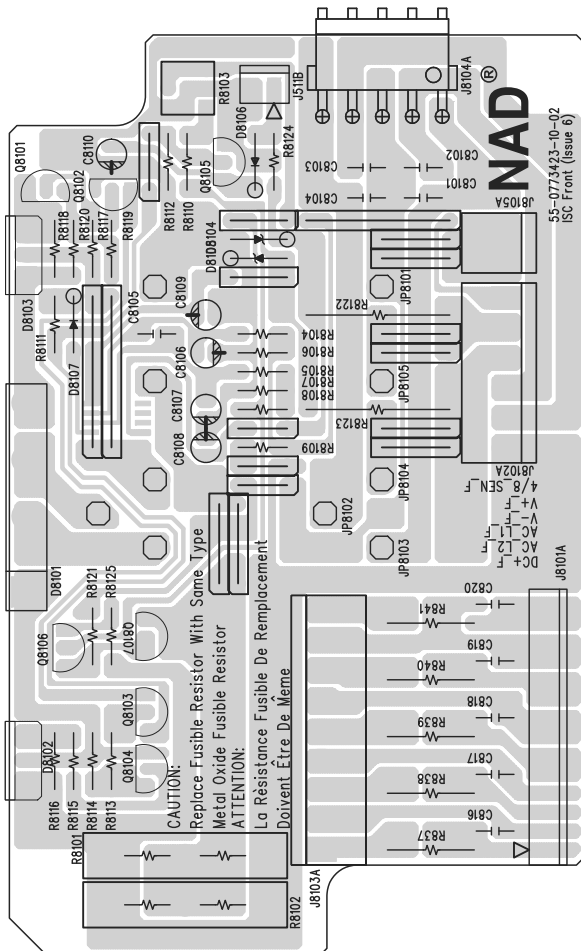 R8103
J511B
J8104A
®
NAD
55-0773423-10-02
ISC Front (Issue 6)
Q8101
Q8102
C8110
D8106
Q8105
R8124
C8103
C8102
C8104
C8101
J8105A
R8118
R8120
R8117
R8119
R8112
R8110
D8104
D8103
R8111
D8107
C8105
C8109
C8106
C8107
C8108
R8104
R8106
R8105
R8107
R8108
R8109
R8122
R8123
JP8101
JP8105
JP8104
JP8102
JP8103
J8102A
4/8_SEN_F
V+_F
V-_F
AC_L1_F
AC_L2_F
DC+_F
J8101A
D8101
R8121
R8125
Q8106
Q8107
Q8103
Q8104
D8102
R8116
R8115
R8114
R8113
R8101
R8102
CAUTION:
Replace Fusible Resistor With Same Type
Metal Oxide Fusible Resistor
ATTENTION:
La Rèsistance Fusible De Remplacement
Doivent Être De Mème
J8103A
R841
C820
R840
C819
R839
C818
R838
C817
R837
C816